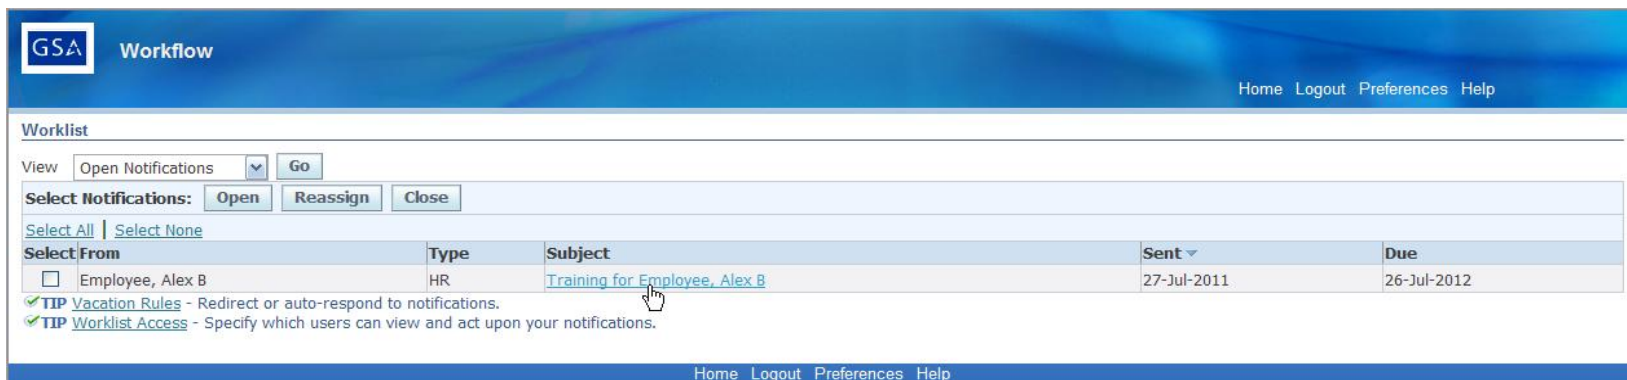 GSA Workflow
Home Logout Preferences Help
Worklist
View Open Notifications Go
Select Notifications: Open Reassign Close
Select All | Select None
Select From Type Subject Sent Due
Employee, Alex B HR Training for Employee, Alex B 27-Jul-2011 26-Jul-2012
TIP Vacation Rules - Redirect or auto-respond to notifications.
TIP Worklist Access - Specify which users can view and act upon your notifications.
Home Logout Preferences Help